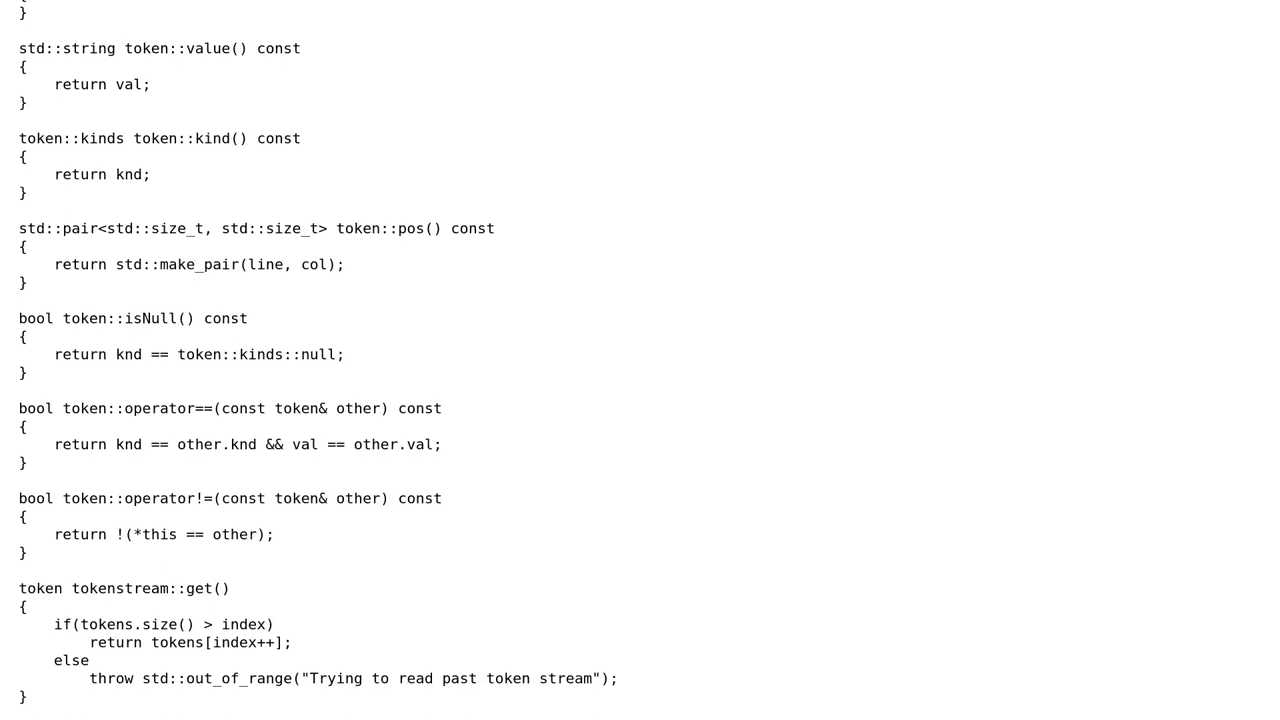 }

std::string token::value() const
{
    return val;
}

token::kinds token::kind() const
{
    return knd;
}

std::pair<std::size_t, std::size_t> token::pos() const
{
    return std::make_pair(line, col);
}

bool token::isNull() const
{
    return knd == token::kinds::null;
}

bool token::operator==(const token& other) const
{
    return knd == other.knd && val == other.val;
}

bool token::operator!=(const token& other) const
{
    return !(*this == other);
}

token tokenstream::get()
{
    if(tokens.size() > index)
        return tokens[index++];
    else
        throw std::out_of_range("Trying to read past token stream");
}